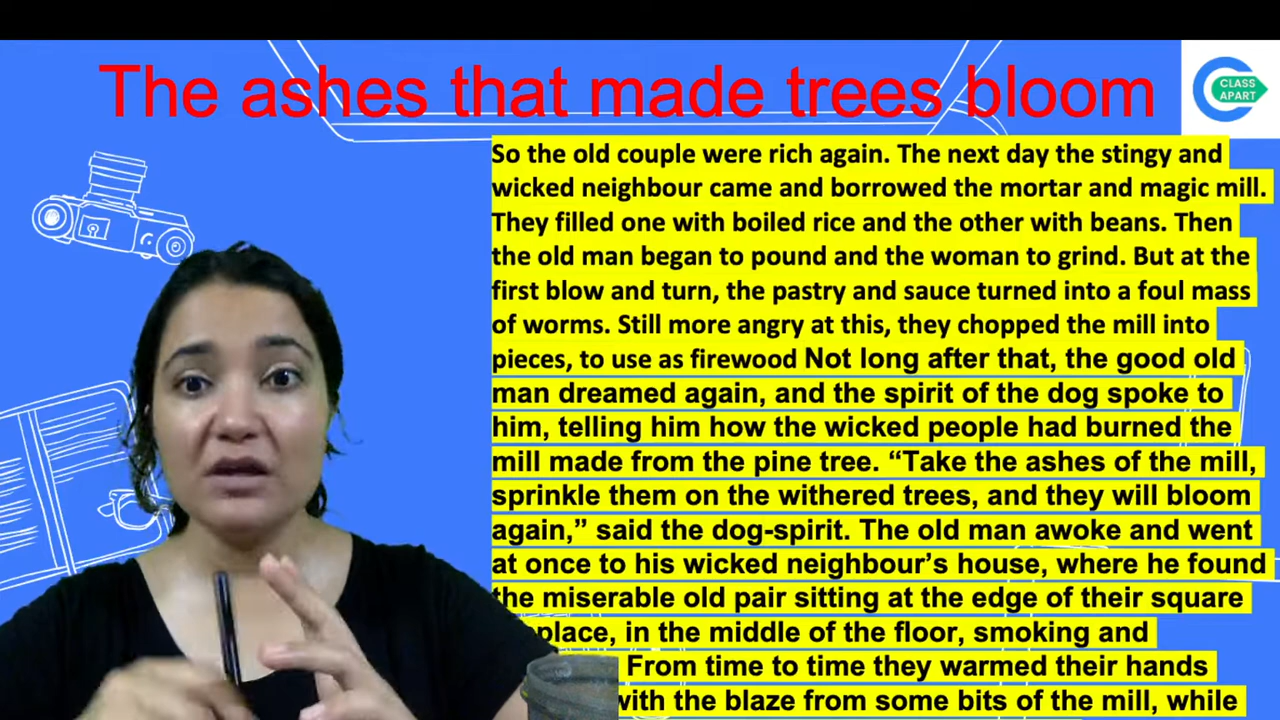 The ashes that made trees bloom
CLASS
APART
So the old couple were rich again. The next day the stingy and
wicked neighbour came and borrowed the mortar and magic mill.
They filled one with boiled rice and the other with beans. Then
the old man began to pound and the woman to grind. But at the
first blow and turn, the pastry and sauce turned into a foul mass
of worms. Still more angry at this, they chopped the mill into
pieces, to use as firewood Not long after that, the good old
man dreamed again, and the spirit of the dog spoke to
him, telling him how the wicked people had burned the
mill made from the pine tree. “Take the ashes of the mill,
sprinkle them on the withered trees, and they will bloom
again,” said the dog-spirit. The old man awoke and went
at once to his wicked neighbour’s house, where he found
the miserable old pair sitting at the edge of their square
place, in the middle of the floor, smoking and
From time to time they warmed their hands
with the blaze from some bits of the mill, while